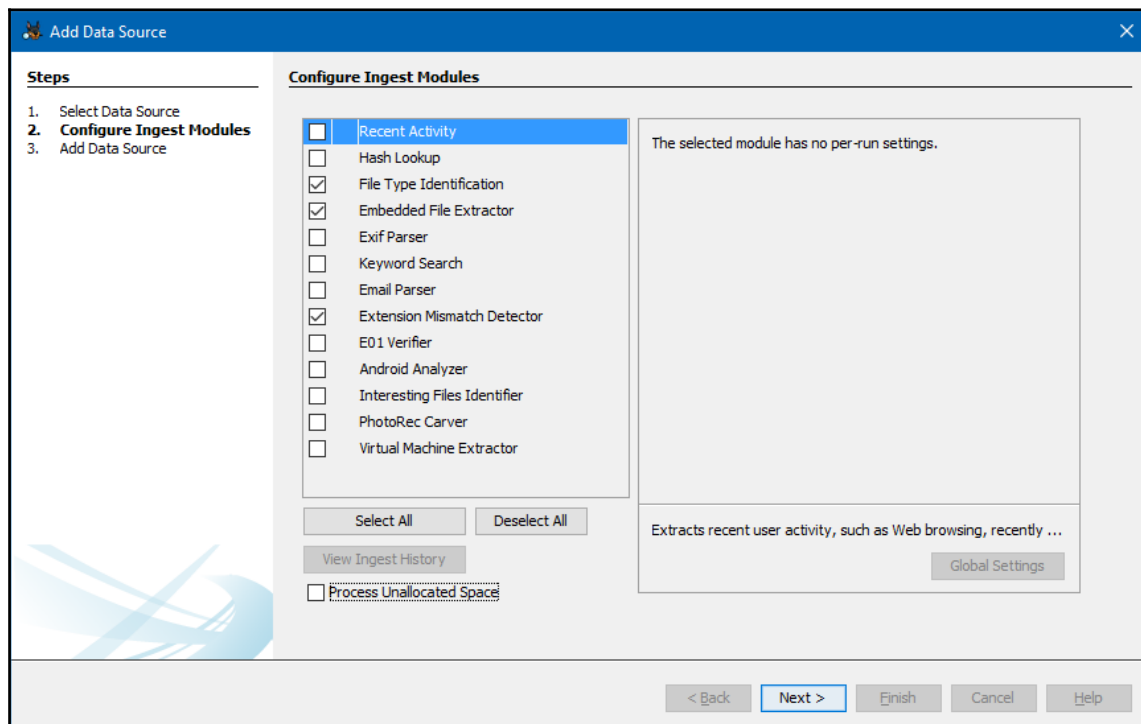 Add Data Source
Steps
1. Select Data Source
2. Configure Ingest Modules
3. Add Data Source
Configure Ingest Modules
Recent Activity
Hash Lookup
File Type Identification
Embedded File Extractor
Exif Parser
Keyword Search
Email Parser
Extension Mismatch Detector
E01 Verifier
Android Analyzer
Interesting Files Identifier
PhotoRec Carver
Virtual Machine Extractor
Select All Deselect All
View Ingest History
Process Unallocated Space
The selected module has no per-run settings.
Extracts recent user activity, such as Web browsing, recently ...
Global Settings
< Back Next > Finish Cancel Help